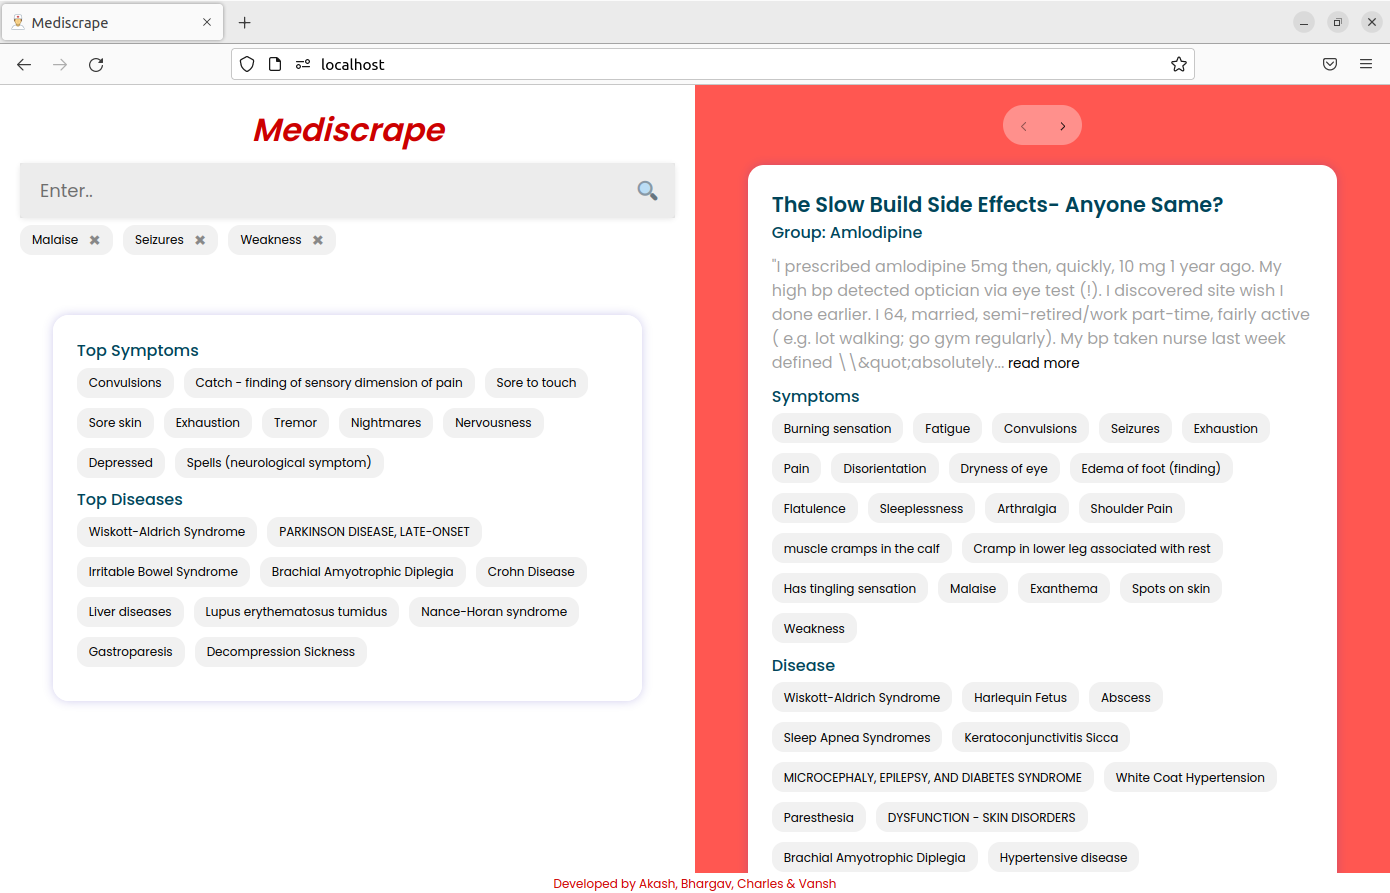 Mediscrape
localhost
Mediscrape
Enter..
Malaise ✖ Seizures ✖ Weakness ✖
Top Symptoms
Convulsions Catch - finding of sensory dimension of pain Sore to touch
Sore skin Exhaustion Tremor Nightmares Nervousness
Depressed Spells (neurological symptom)
Top Diseases
Wiskott-Aldrich Syndrome PARKINSON DISEASE, LATE-ONSET
Irritable Bowel Syndrome Brachial Amyotrophic Diplegia Crohn Disease
Liver diseases Lupus erythematosus tumidus Nance-Horan syndrome
Gastroparesis Decompression Sickness
The Slow Build Side Effects- Anyone Same?
Group: Amlodipine
"I prescribed amlodipine 5mg then, quickly, 10 mg 1 year ago. My
high bp detected optician via eye test (!). I discovered site wish I
done earlier. I 64, married, semi-retired/work part-time, fairly active
( e.g. lot walking; go gym regularly). My bp taken nurse last week
defined \\&quot;absolutely... read more
Symptoms
Burning sensation Fatigue Convulsions Seizures Exhaustion
Pain Disorientation Dryness of eye Edema of foot (finding)
Flatulence Sleeplessness Arthralgia Shoulder Pain
muscle cramps in the calf Cramp in lower leg associated with rest
Has tingling sensation Malaise Exanthema Spots on skin
Weakness
Disease
Wiskott-Aldrich Syndrome Harlequin Fetus Abscess
Sleep Apnea Syndromes Keratoconjunctivitis Sicca
MICROCEPHALY, EPILEPSY, AND DIABETES SYNDROME White Coat Hypertension
Paresthesia DYSFUNCTION - SKIN DISORDERS
Brachial Amyotrophic Diplegia Hypertensive disease
Developed by Akash, Bhargav, Charles & Vansh